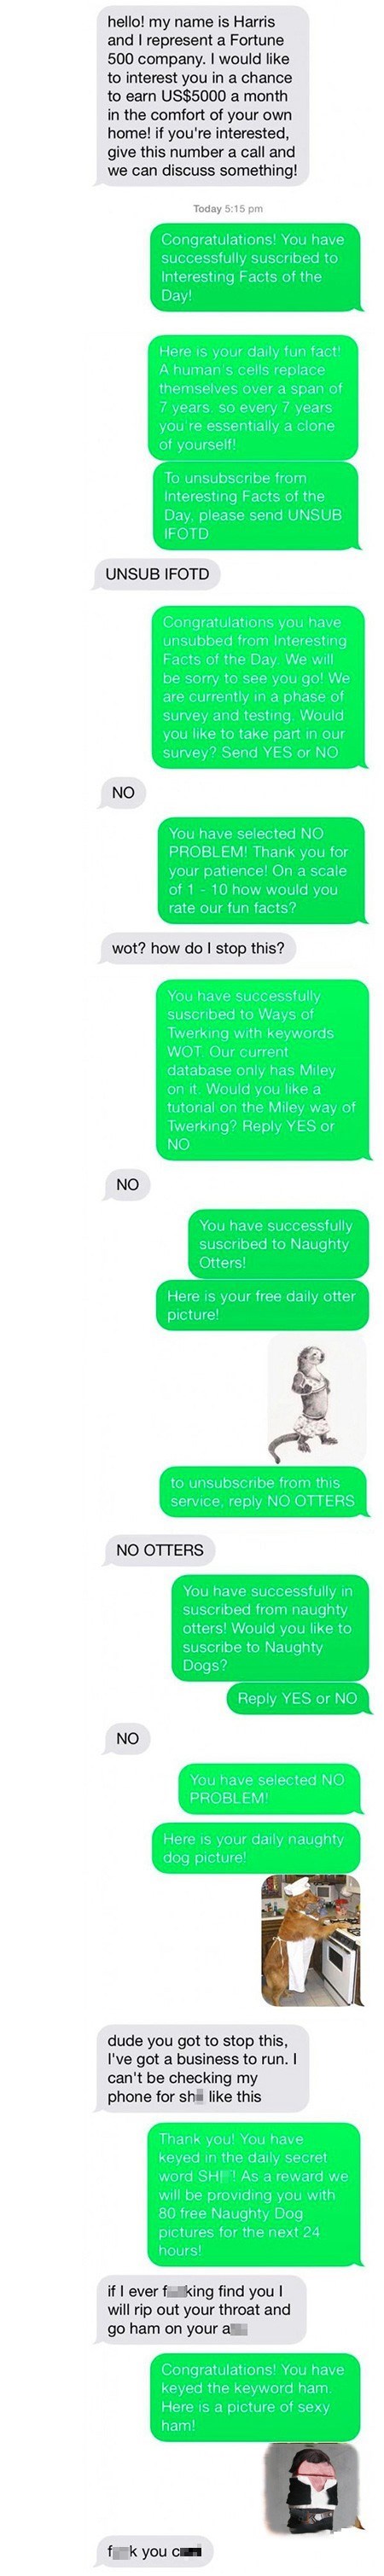 hello! my name is Harris
and I represent a Fortune
500 company. I would like
to interest you in a chance
to earn US$5000 a month
in the comfort of your own
home! if you're interested,
give this number a call and
we can discuss something!
Today 5:15 pm
Congratulations! You have
successfully suscribed to
Interesting Facts of the
Day!
Here is your daily fun fact!
A human's cells replace
themselves over a span of
7 years. so every 7 years
you're essentially a clone
of yourself!
To unsubscribe from
Interesting Facts of the
Day, please send UNSUB
IFOTD
UNSUB IFOTD
Congratulations you have
unsubbed from Interesting
Facts of the Day. We will
be sorry to see you go! We
are currently in a phase of
survey and testing. Would
you like to take part in our
survey? Send YES or NO
NO
You have selected NO
PROBLEM! Thank you for
your patience! On a scale
of 1 - 10 how would you
rate our fun facts?
wot? how do I stop this?
You have successfully
suscribed to Ways of
Twerking with keywords
WOT. Our current
database only has Miley
on it. Would you like a
tutorial on the Miley way of
Twerking? Reply YES or
NO
NO
You have successfully
suscribed to Naughty
Otters!
Here is your free daily otter
picture!
to unsubscribe from this
service, reply NO OTTERS
NO OTTERS
You have successfully in
suscribed from naughty
otters! Would you like to
suscribe to Naughty
Dogs?
Reply YES or NO
NO
You have selected NO
PROBLEM!
Here is your daily naughty
dog picture!
dude you got to stop this,
I've got a business to run. I
can't be checking my
phone for sh like this
Thank you! You have
keyed in the daily secret
word SH! As a reward we
will be providing you with
80 free Naughty Dog
pictures for the next 24
hours!
if I ever f king find you I
will rip out your throat and
go ham on your a
Congratulations! You have
keyed the keyword ham.
Here is a picture of sexy
ham!
f k you c